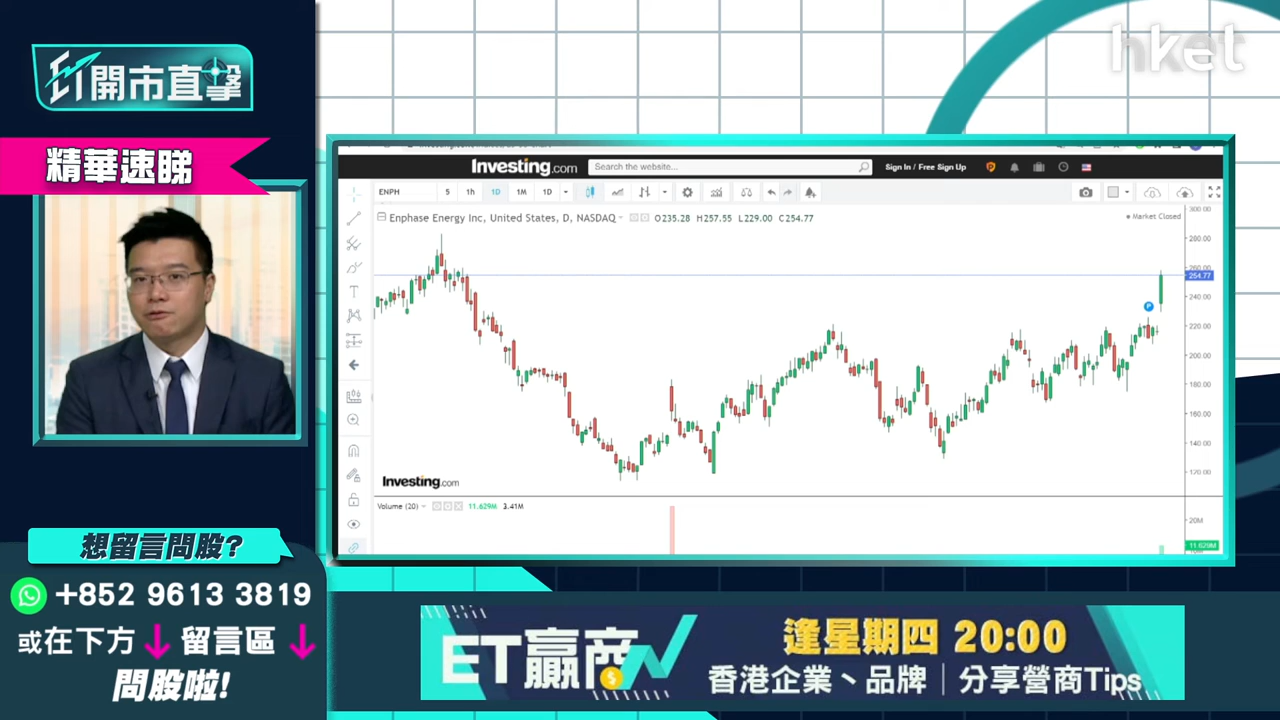 hket
ET開市直擊
精華速睇
Investing.com
Search the website...
Sign In / Free Sign Up
ENPH
5
1h
1D
1M
1D
Enphase Energy Inc, United States, D, NASDAQ
O235.28 H257.55 L229.00 C254.77
Market Closed
300.00
280.00
260.00
254.77
240.00
220.00
200.00
180.00
160.00
140.00
120.00
P
Investing.com
Volume (20)
11.629M 3.41M
20M
11.629M
想留言問股?
+852 9613 3819
或在下方 留言區
問股啦!
ET贏商
$
逢星期四 20:00
香港企業、品牌｜分享營商Tips